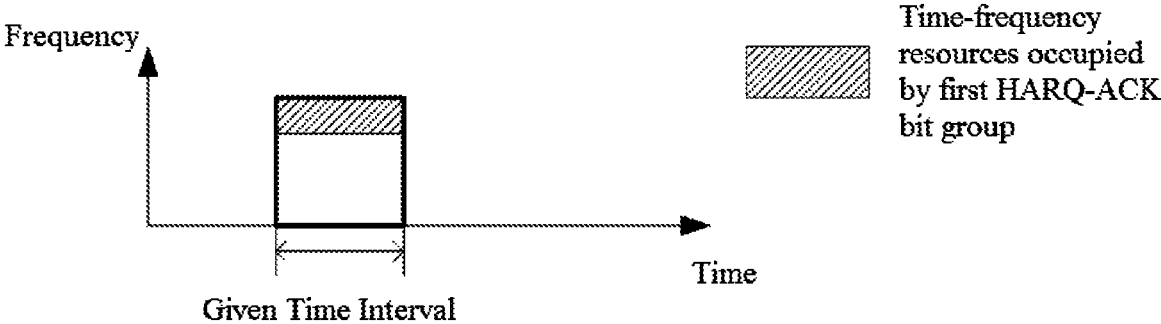 Frequency
Time-frequency
resources occupied
by first HARQ-ACK
bit group
Time
Given Time Interval